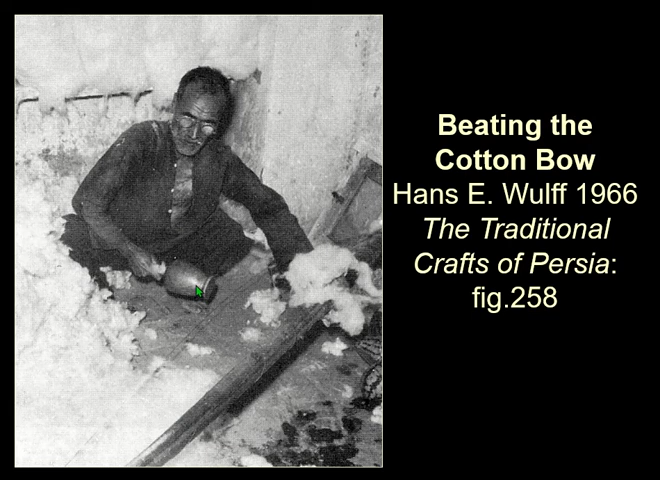 Beating the
Cotton Bow
Hans E. Wulff 1966
The Traditional
Crafts of Persia:
fig.258